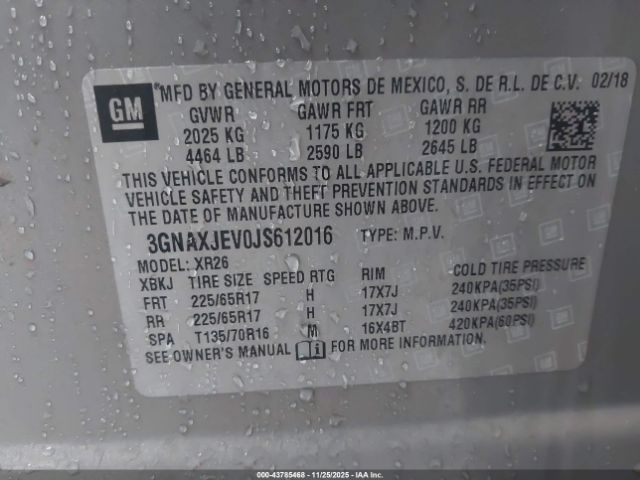 GM
*MFD BY GENERAL MOTORS DE MEXICO, S. DE R.L. DE C.V. 02/18
GVWR GAWR FRT GAWR RR
2025 KG 1175 KG 1200 KG
4464 LB 2590 LB 2645 LB
THIS VEHICLE CONFORMS TO ALL APPLICABLE U.S. FEDERAL MOTOR
VEHICLE SAFETY AND THEFT PREVENTION STANDARDS IN EFFECT ON
THE DATE OF MANUFACTURE SHOWN ABOVE.
3GNAXJEV0JS612016 TYPE: M.P.V.
MODEL: XR26
XBKJ TIRE SIZE SPEED RTG RIM COLD TIRE PRESSURE
FRT 225/65R17 H 17X7J 240KPA(35PSI)
RR 225/65R17 H 17X7J 240KPA(35PSI)
SPA T135/70R16 M 16X4BT 420KPA(60PSI)
SEE OWNER'S MANUAL FOR MORE INFORMATION.
000-43785468 - 11/25/2025 - IAA Inc.